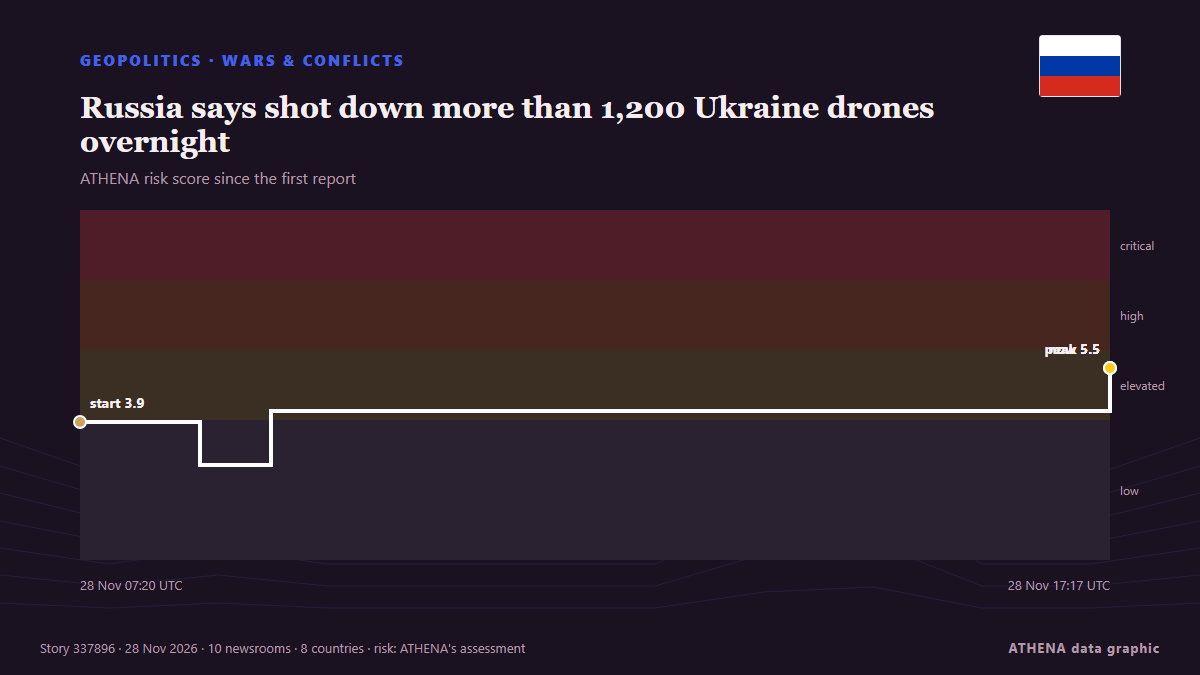 GEOPOLITICS · WARS & CONFLICTS
Russia says shot down more than 1,200 Ukraine drones
overnight
ATHENA risk score since the first report
critical
high
peak 5.5
elevated
start 3.9
low
28 Nov 07:20 UTC
28 Nov 17:17 UTC
Story 337896 · 28 Nov 2026 · 10 newsrooms · 8 countries · risk: ATHENA's assessment
ATHENA data graphic